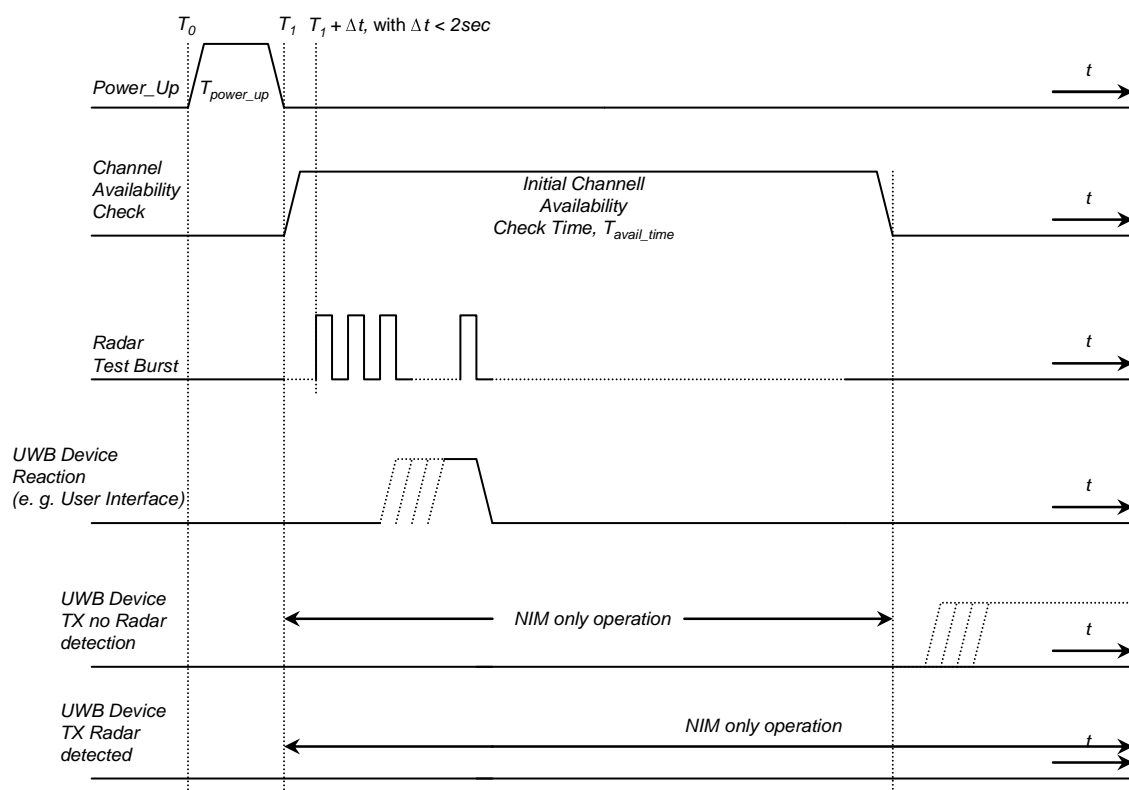 T0 T1 T1 + Δt, with Δt < 2sec
Power_Up Tpower_up t
Channel
Availability
Check
Initial Channell
Availability
Check Time, Tavail_time
t
Radar
Test Burst
t
UWB Device
Reaction
(e. g. User Interface)
t
UWB Device
TX no Radar
detection
NIM only operation
t
UWB Device
TX Radar
detected
NIM only operation
t